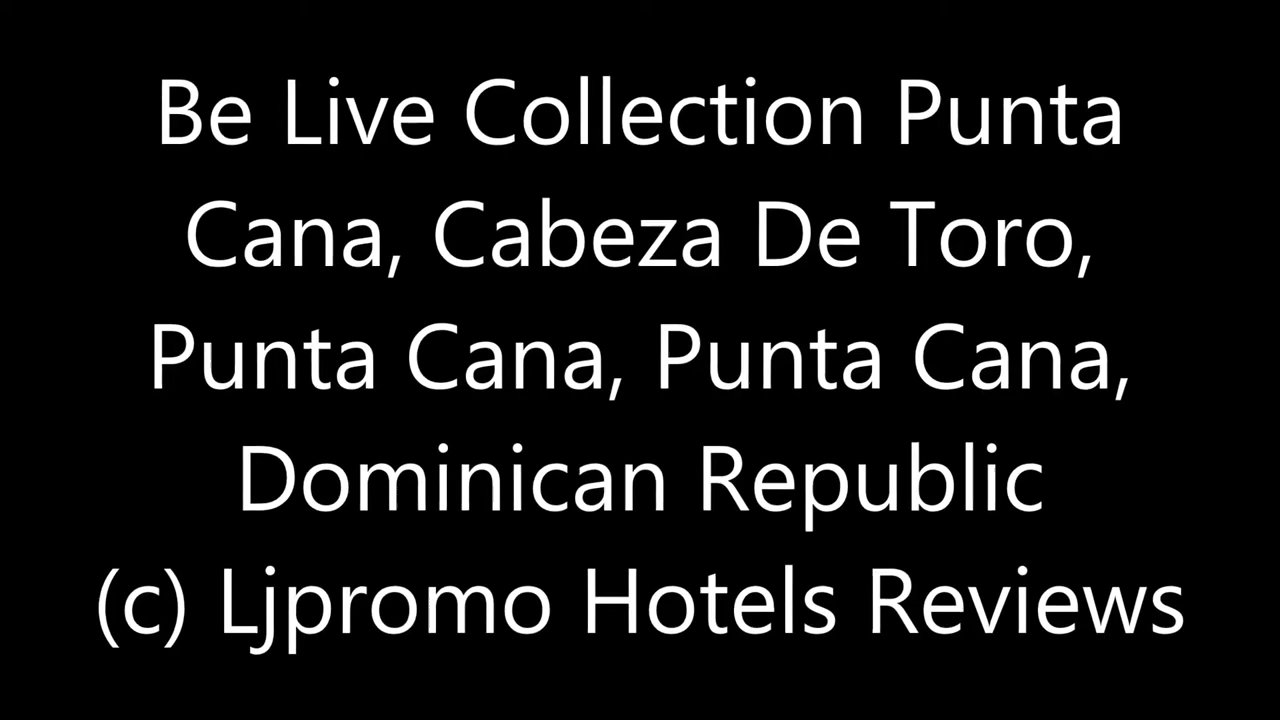 Be Live Collection Punta
Cana, Cabeza De Toro,
Punta Cana, Punta Cana,
Dominican Republic
(c) Ljpromo Hotels Reviews